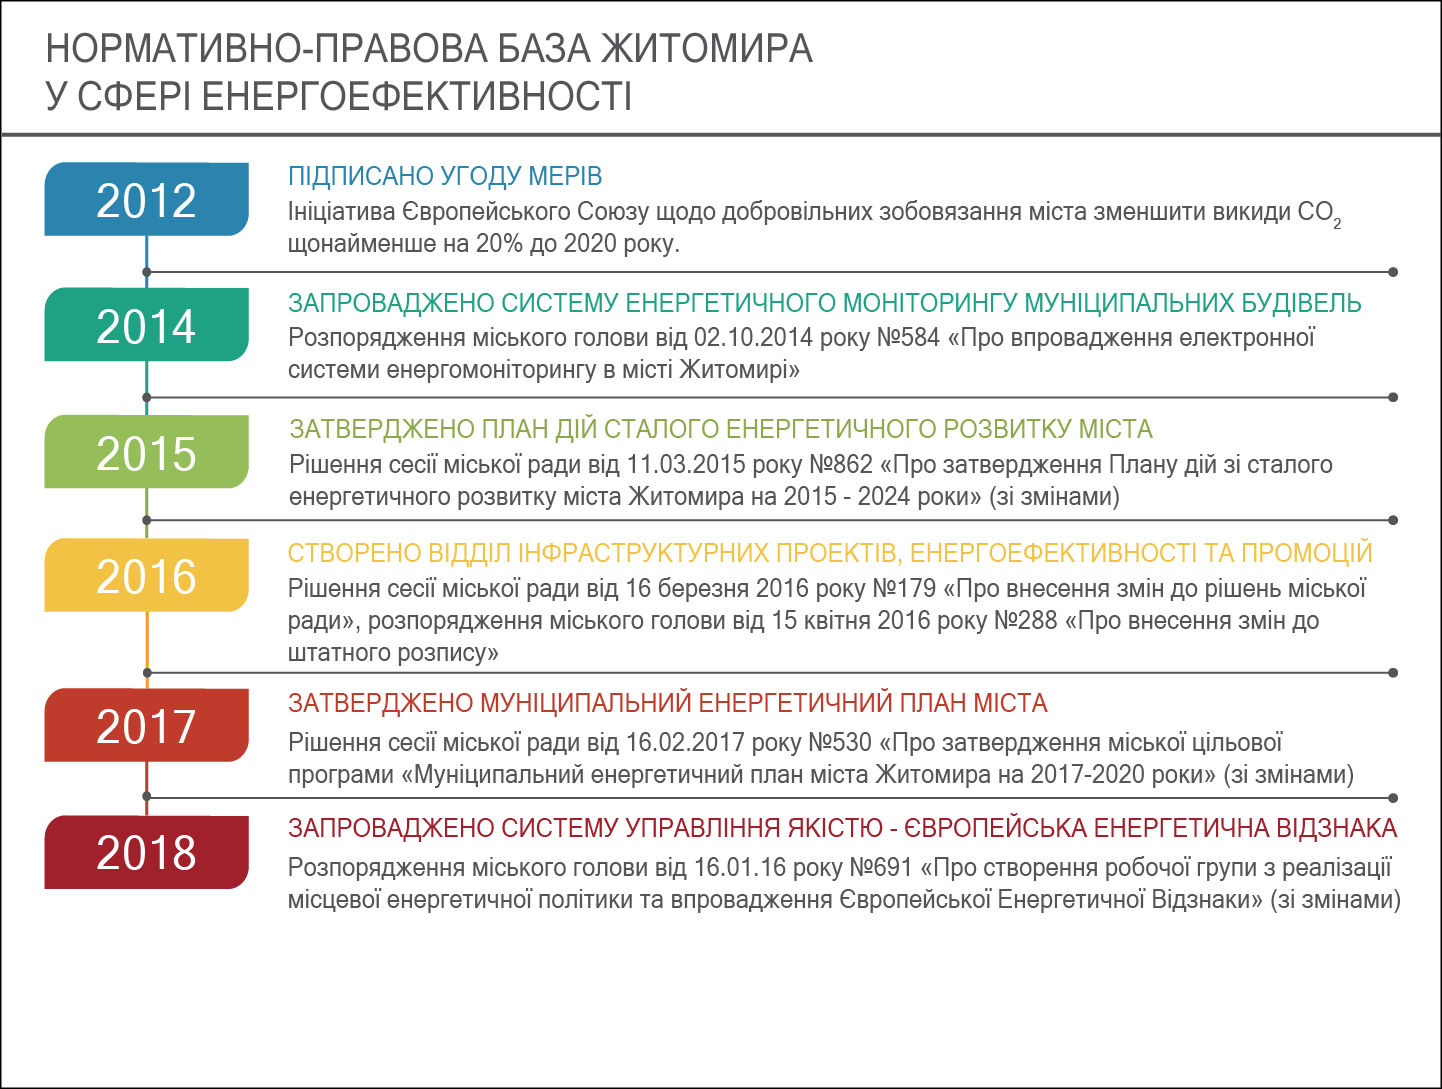 НОРМАТИВНО-ПРАВОВА БАЗА ЖИТОМИРА
У СФЕРІ ЕНЕРГОЕФЕКТИВНОСТІ
2012
ПІДПИСАНО УГОДУ МЕРІВ
Ініціатива Європейського Союзу щодо добровільних зобовязання міста зменшити викиди CO₂
щонайменше на 20% до 2020 року.
2014
ЗАПРОВАДЖЕНО СИСТЕМУ ЕНЕРГЕТИЧНОГО МОНІТОРИНГУ МУНІЦИПАЛЬНИХ БУДІВЕЛЬ
Розпорядження міського голови від 02.10.2014 року №584 «Про впровадження електронної
системи енергомоніторингу в місті Житомирі»
2015
ЗАТВЕРДЖЕНО ПЛАН ДІЙ СТАЛОГО ЕНЕРГЕТИЧНОГО РОЗВИТКУ МІСТА
Рішення сесії міської ради від 11.03.2015 року №862 «Про затвердження Плану дій зі сталого
енергетичного розвитку міста Житомира на 2015 - 2024 роки» (зі змінами)
2016
СТВОРЕНО ВІДДІЛ ІНФРАСТРУКТУРНИХ ПРОЕКТІВ, ЕНЕРГОЕФЕКТИВНОСТІ ТА ПРОМОЦІЙ
Рішення сесії міської ради від 16 березня 2016 року №179 «Про внесення змін до рішень міської
ради», розпорядження міського голови від 15 квітня 2016 року №288 «Про внесення змін до
штатного розпису»
2017
ЗАТВЕРДЖЕНО МУНІЦИПАЛЬНИЙ ЕНЕРГЕТИЧНИЙ ПЛАН МІСТА
Рішення сесії міської ради від 16.02.2017 року №530 «Про затвердження міської цільової
програми «Муніципальний енергетичний план міста Житомира на 2017-2020 роки» (зі змінами)
2018
ЗАПРОВАДЖЕНО СИСТЕМУ УПРАВЛІННЯ ЯКІСТЮ - ЄВРОПЕЙСЬКА ЕНЕРГЕТИЧНА ВІДЗНАКА
Розпорядження міського голови від 16.01.16 року №691 «Про створення робочої групи з реалізації
місцевої енергетичної політики та впровадження Європейської Енергетичної Відзнаки» (зі змінами)